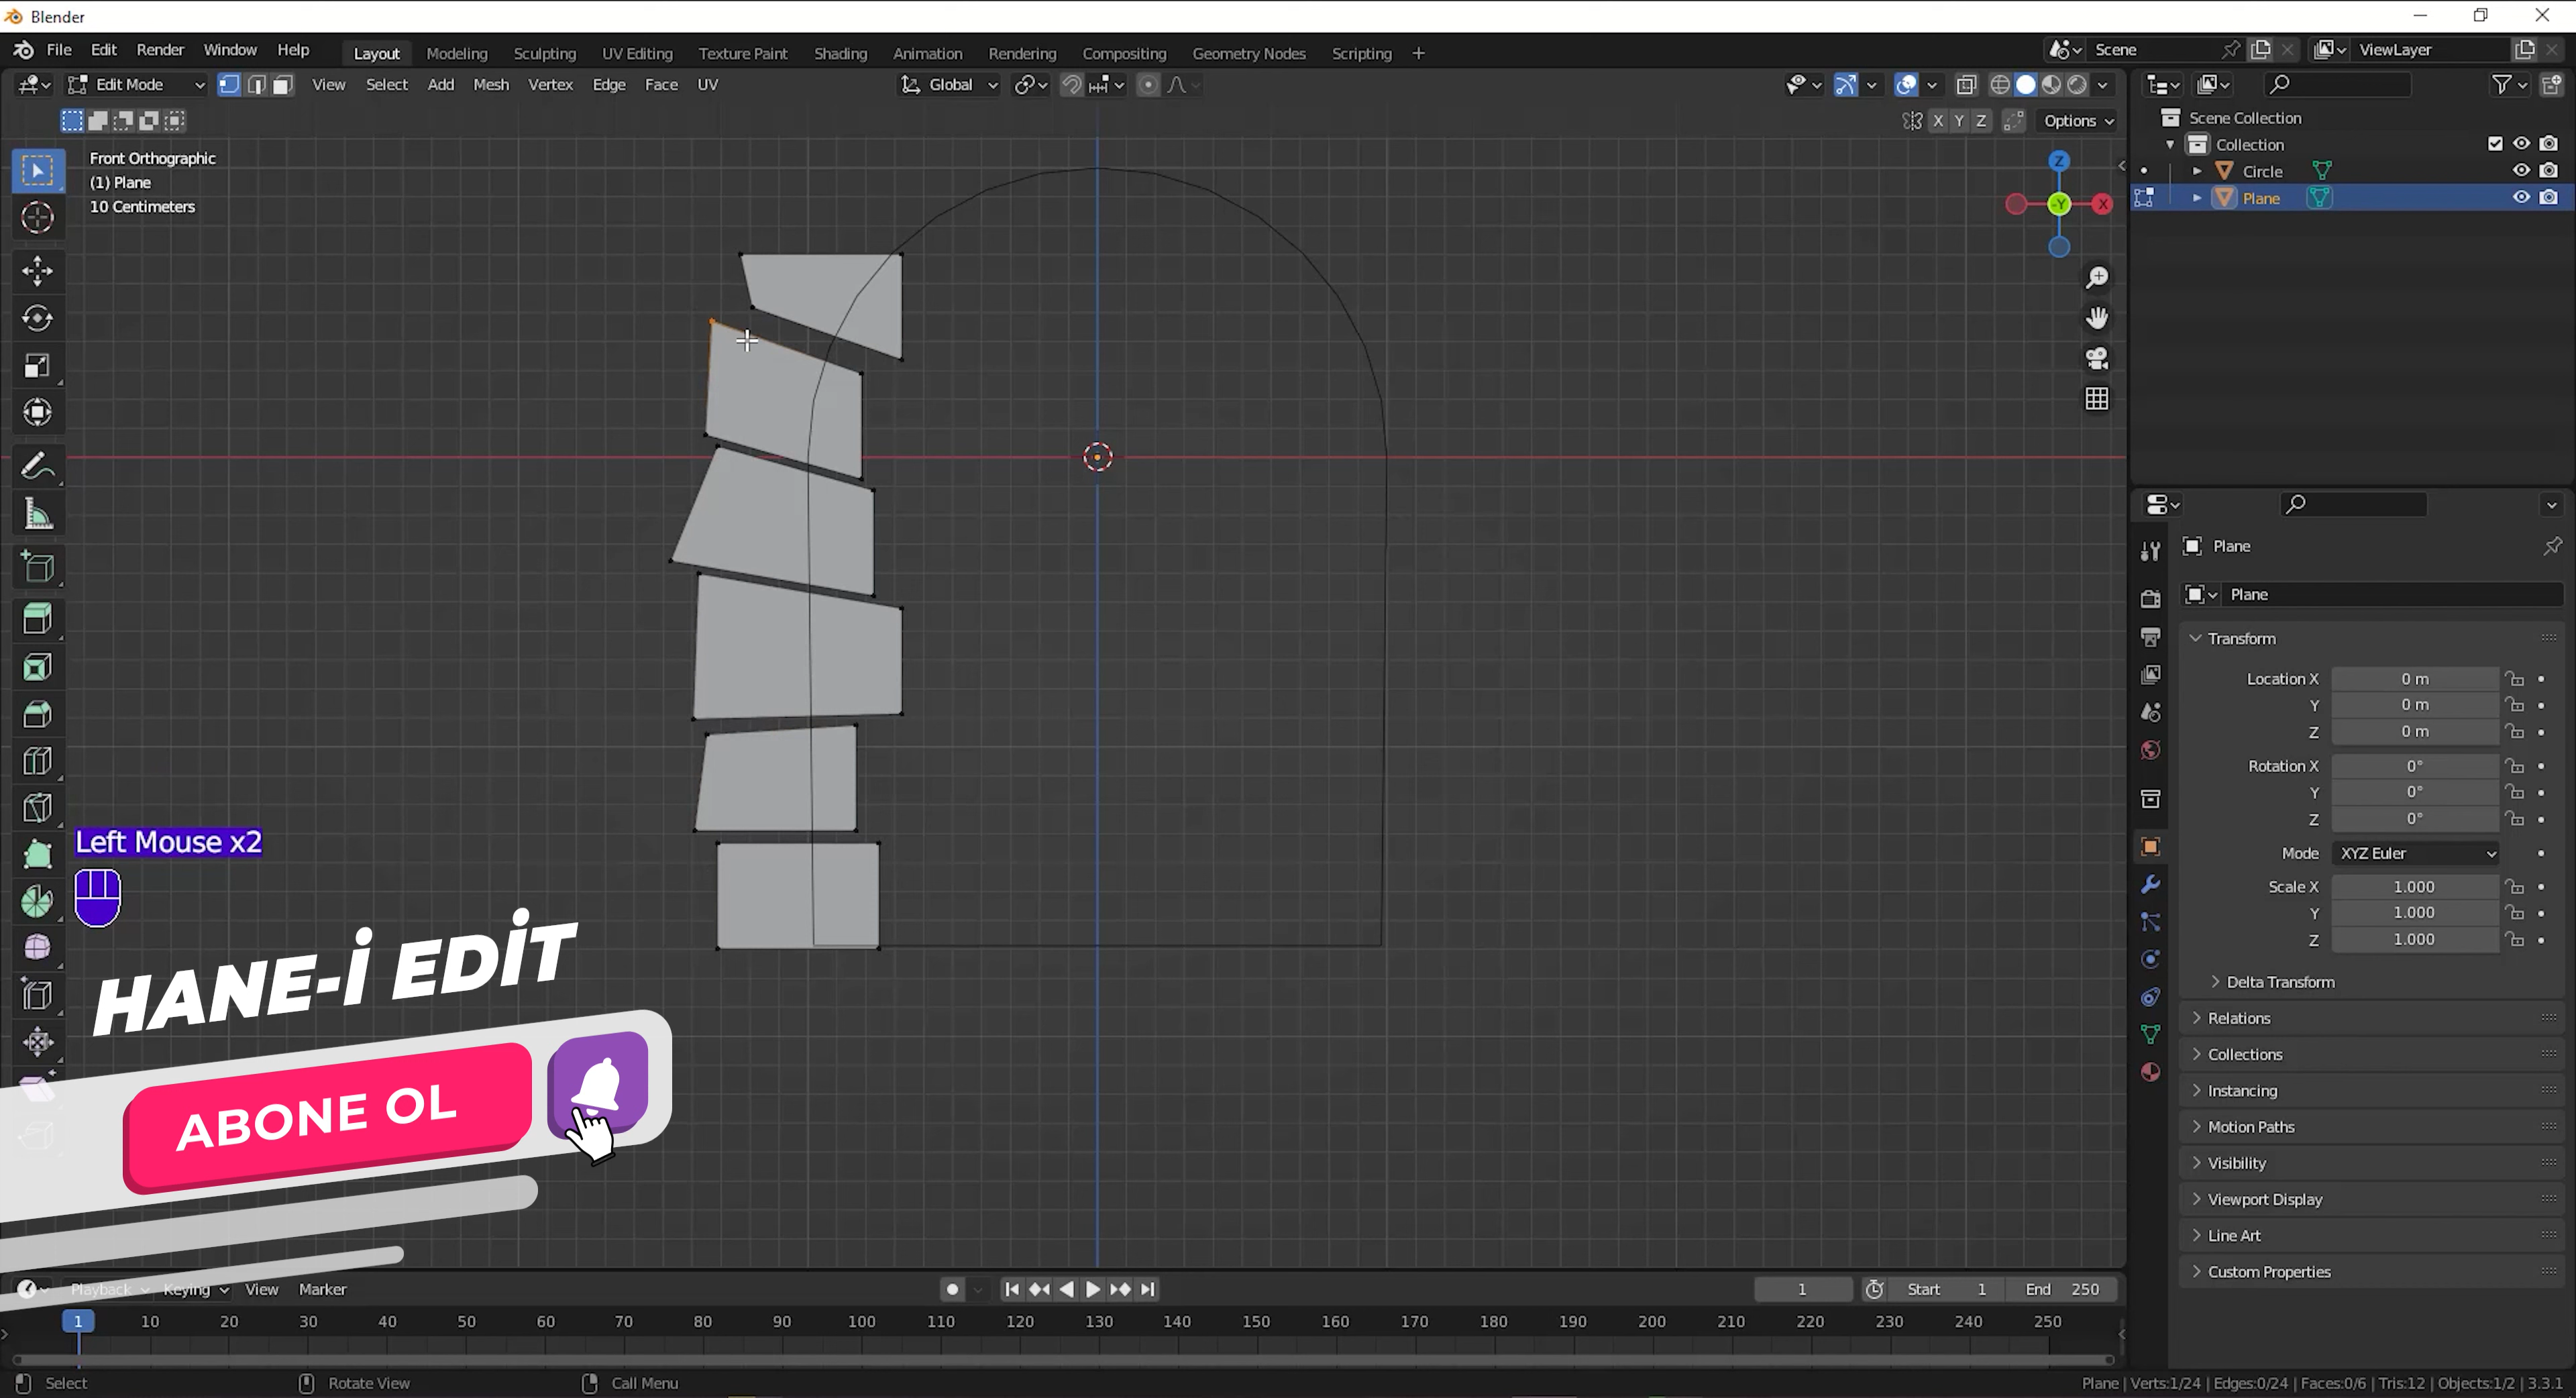 Blender
File Edit Render Window Help Layout Modeling Sculpting UV Editing Texture Paint Shading Animation Rendering Compositing Geometry Nodes Scripting + Scene ViewLayer
Edit Mode View Select Add Mesh Vertex Edge Face UV Global
X Y Z Options
Front Orthographic
(1) Plane
10 Centimeters
Z
-Y
X
Scene Collection
Collection
Circle
Plane
Plane
Plane
Transform
Location X 0 m
Y 0 m
Z 0 m
Rotation X 0°
Y 0°
Z 0°
Mode XYZ Euler
Scale X 1.000
Y 1.000
Z 1.000
Delta Transform
Relations
Collections
Instancing
Motion Paths
Visibility
Viewport Display
Line Art
Custom Properties
Left Mouse x2
HANE-İ EDİT
ABONE OL
Playback Keying View Marker 1 Start 1 End 250
1 10 20 30 40 50 60 70 80 90 100 110 120 130 140 150 160 170 180 190 200 210 220 230 240 250
Select Rotate View Call Menu Plane | Verts:1/24 | Edges:0/24 | Faces:0/6 | Tris:12 | Objects:1/2 | 3.3.1